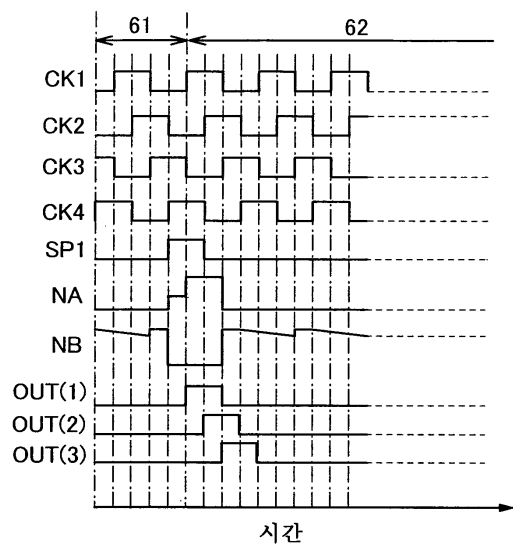 61 62
CK1
CK2
CK3
CK4
SP1
NA
NB
OUT(1)
OUT(2)
OUT(3)
시간